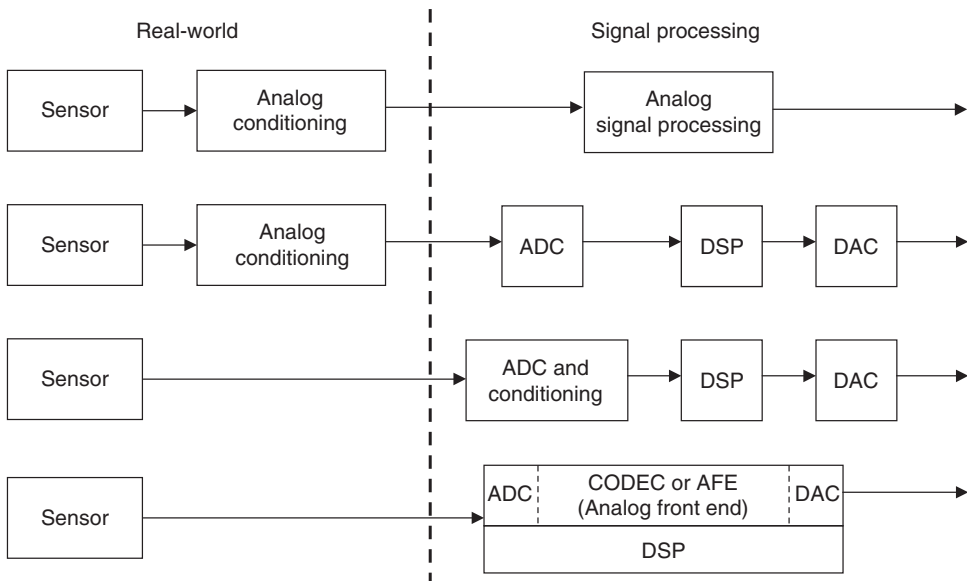 Real-world
Signal processing
Sensor
Analog
conditioning
Analog
signal processing
Sensor
Analog
conditioning
ADC
DSP
DAC
Sensor
ADC and
conditioning
DSP
DAC
Sensor
ADC
CODEC or AFE
(Analog front end)
DAC
DSP